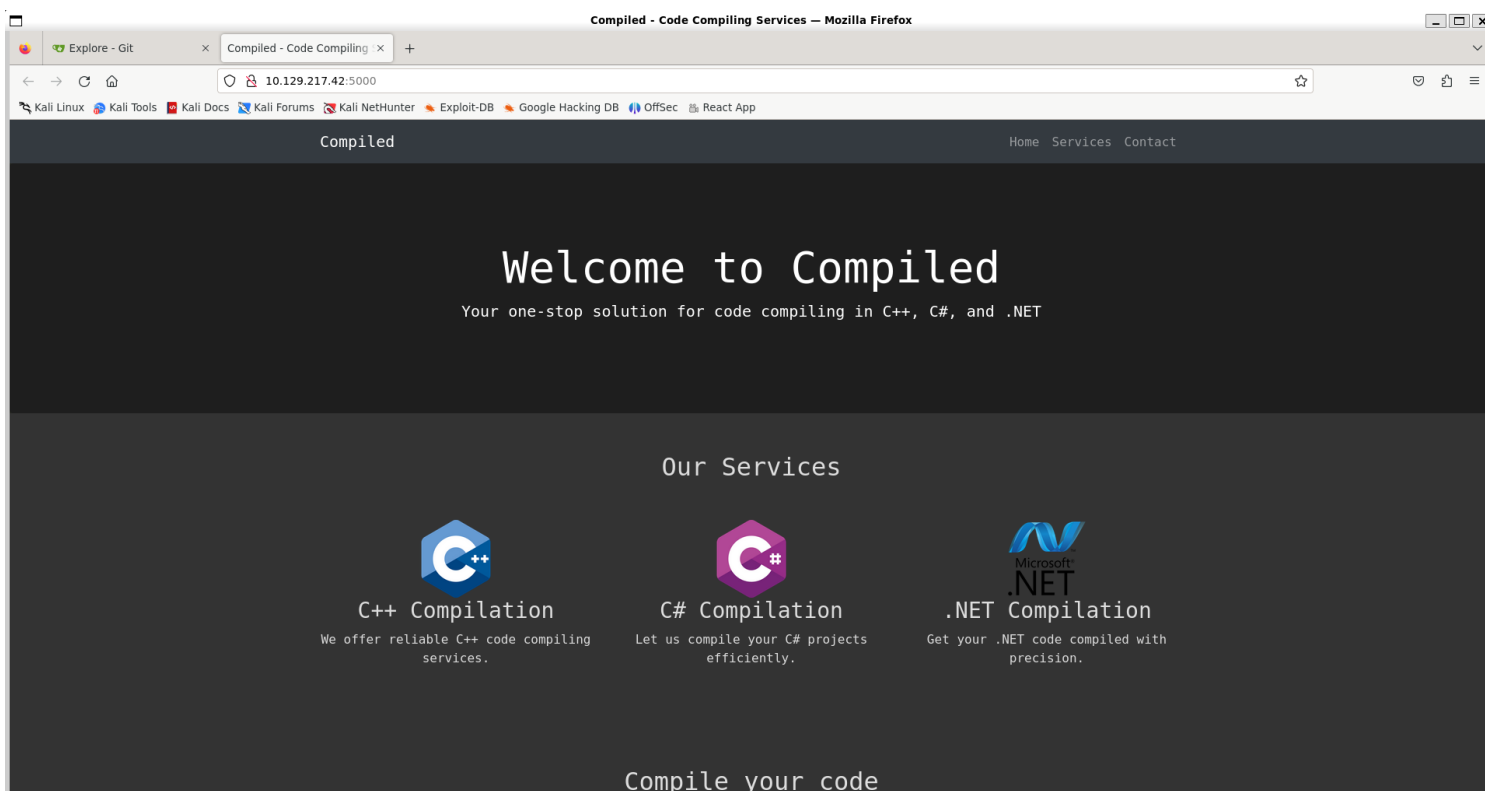 Compiled - Code Compiling Services — Mozilla Firefox
Explore - Git
Compiled - Code Compiling
10.129.217.42:5000
Kali Linux Kali Tools Kali Docs Kali Forums Kali NetHunter Exploit-DB Google Hacking DB OffSec React App
Compiled Home Services Contact
Welcome to Compiled
Your one-stop solution for code compiling in C++, C#, and .NET
Our Services
C++ C# Microsoft .NET
C++ Compilation C# Compilation .NET Compilation
We offer reliable C++ code compiling Let us compile your C# projects Get your .NET code compiled with
services. efficiently. precision.
Compile your code